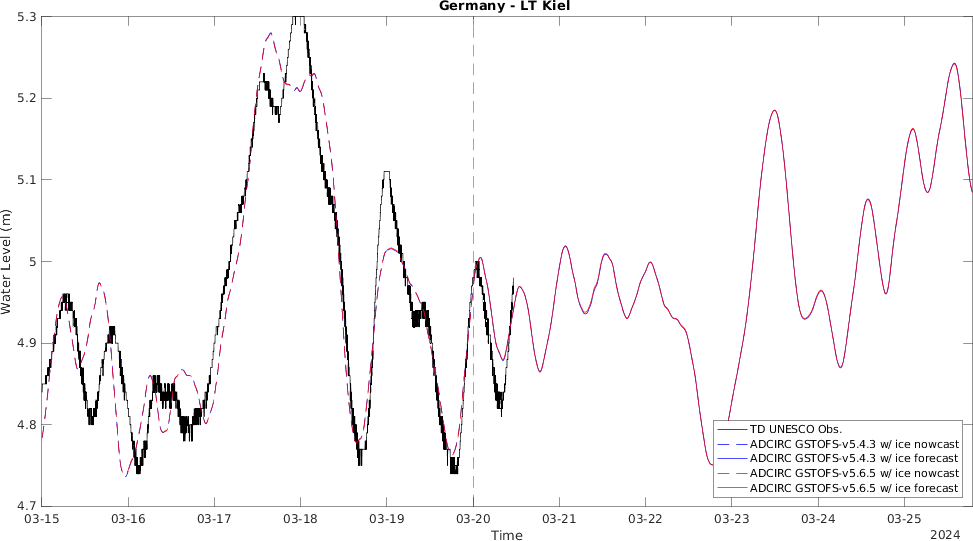 Germany - LT Kiel
5.3
5.2
5.1
5
4.9
4.8
4.7
Water Level (m)
03-15 03-16 03-17 03-18 03-19 03-20 03-21 03-22 03-23 03-24 03-25
Time
2024
TD UNESCO Obs.
ADCIRC GSTOFS-v5.4.3 w/ ice nowcast
ADCIRC GSTOFS-v5.4.3 w/ ice forecast
ADCIRC GSTOFS-v5.6.5 w/ ice nowcast
ADCIRC GSTOFS-v5.6.5 w/ ice forecast